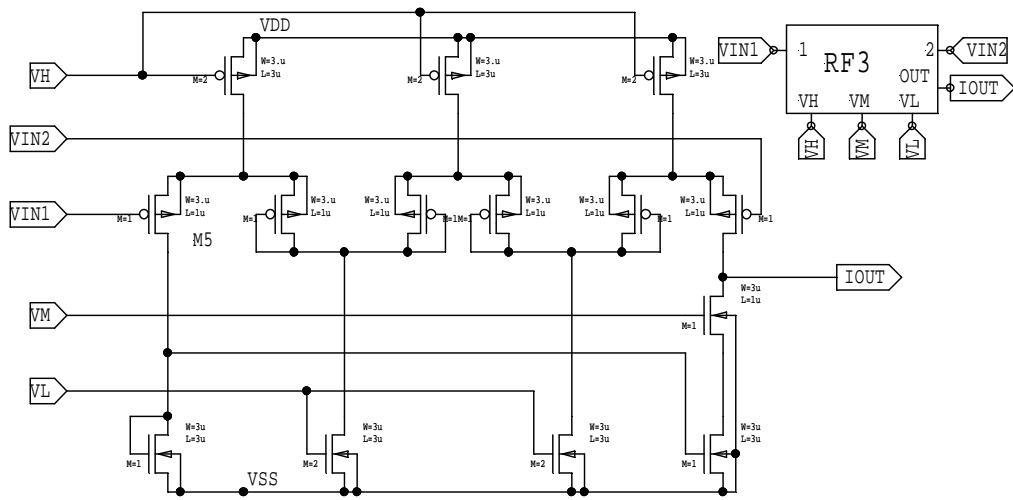 VDD
VIN1
1
2
VIN2
RF3
OUT
IOUT
VH
VM
VL
VH
VM
VL
VH
M=2
W=3.u
L=3u
M=2
W=3.u
L=3u
M=2
W=3.u
L=3u
VIN2
VIN1
M=1
W=3.u
L=1u
M5
W=3.u
L=1u
W=3.u
L=1u
M=1
W=3.u
L=1u
W=3.u
L=1u
M=1
W=3.u
L=1u
M=1
IOUT
VM
W=3u
L=1u
M=1
VL
W=3u
L=3u
M=1
W=3u
L=3u
M=2
W=3u
L=3u
M=2
W=3u
L=3u
M=1
VSS